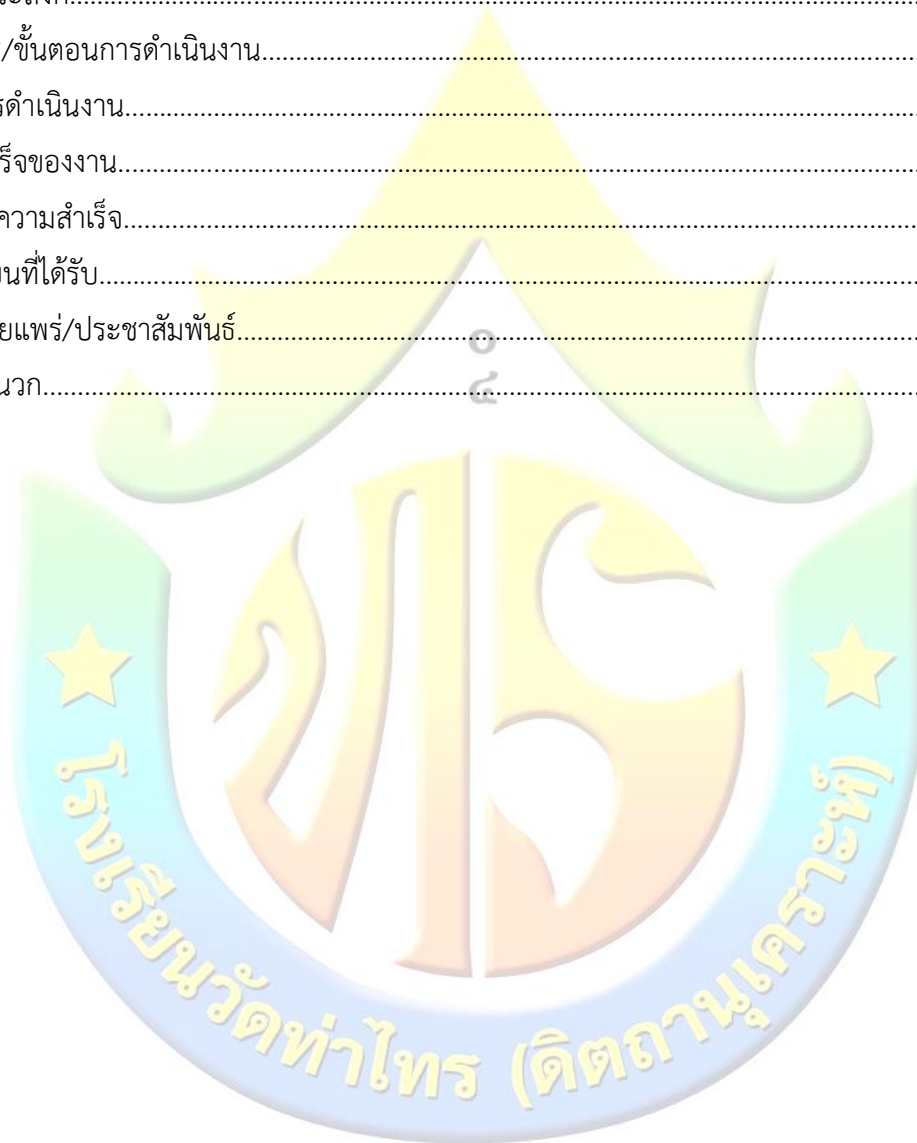 /ขั้นตอนการดำเนินงาน
ดำเนินงาน
ร็จของงาน
ความสำเร็จ
นที่ได้รับ
ยแพร่/ประชาสัมพันธ์
นวก
โรงเรียนวัดท่าไทร (ดิตถานุเคราะห์)